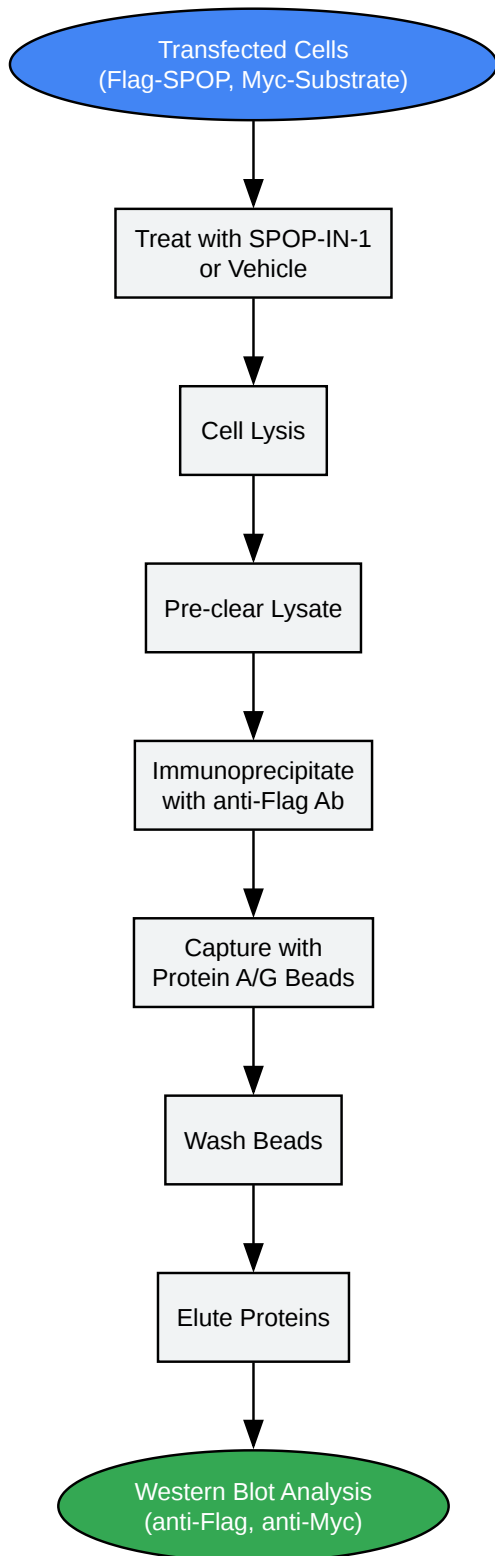 Transfected Cells
(Flag-SPOP, Myc-Substrate)
Treat with SPOP-IN-1
or Vehicle
Cell Lysis
Pre-clear Lysate
Immunoprecipitate
with anti-Flag Ab
Capture with
Protein A/G Beads
Wash Beads
Elute Proteins
Western Blot Analysis
(anti-Flag, anti-Myc)